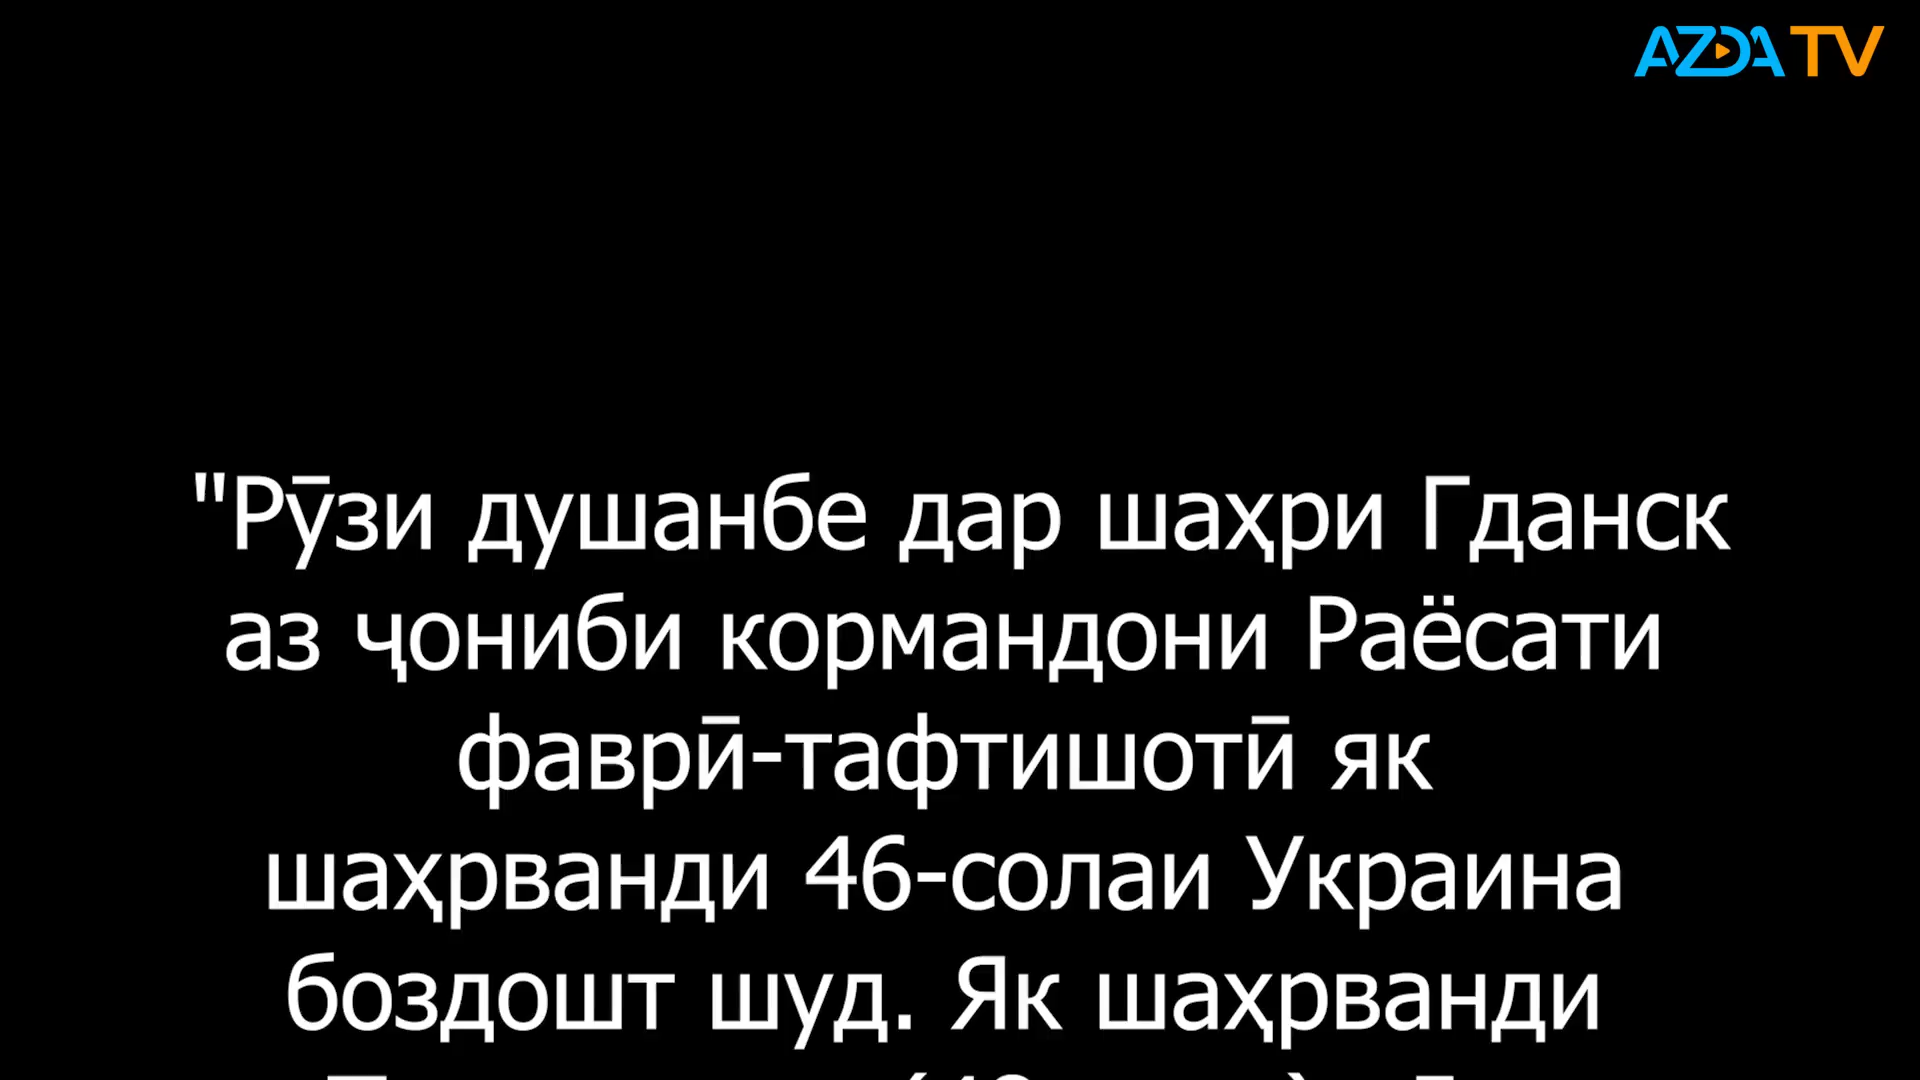 AZDA TV
"Рӯзи душанбе дар шаҳри Гданск
аз ҷониби кормандони Раёсати
фаврӣ-тафтишотӣ як
шаҳрванди 46-солаи Украина
боздошт шуд. Як шаҳрванди